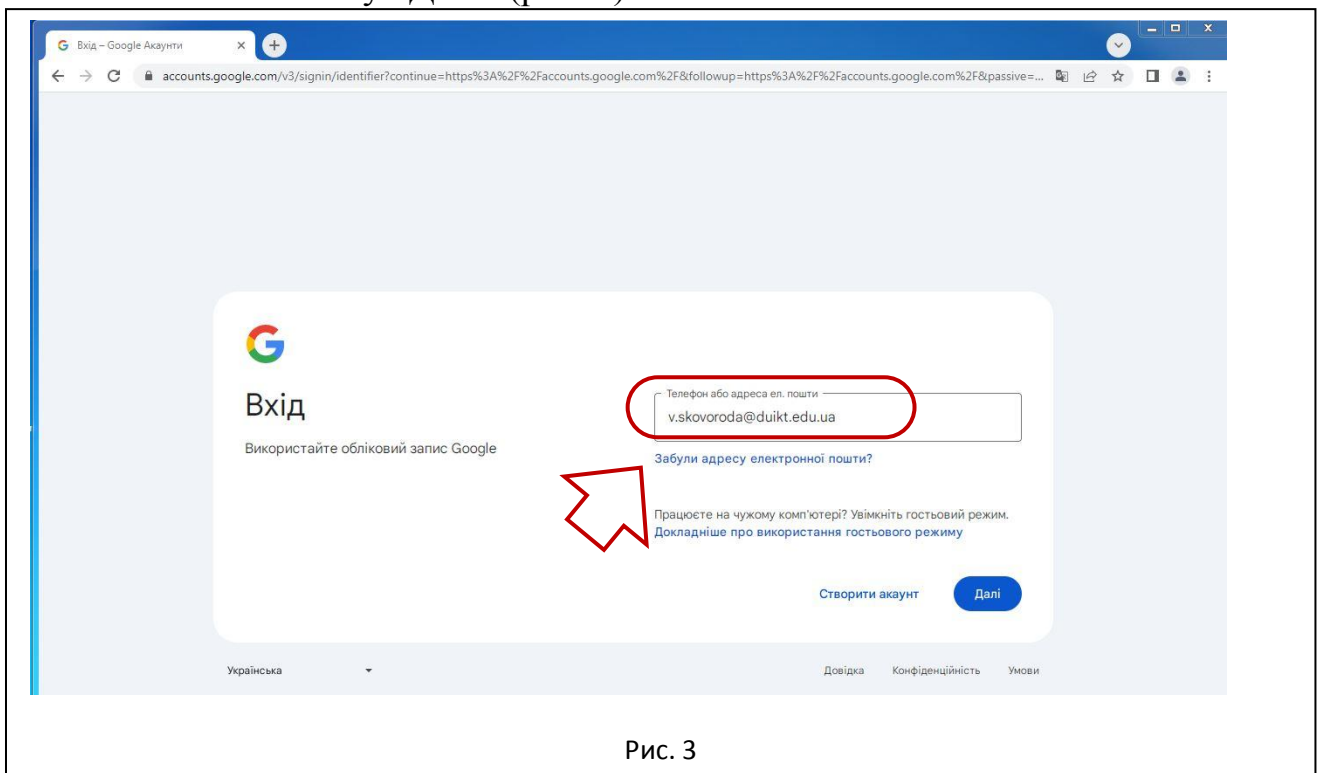 Вхід – Google Акаунти
accounts.google.com/v3/signin/identifier?continue=https%3A%2F%2Faccounts.google.com%2F&followup=https%3A%2F%2Faccounts.google.com%2F&passive=...
Вхід
Використайте обліковий запис Google
Телефон або адреса ел. пошти
v.skovoroda@duikt.edu.ua
Забули адресу електронної пошти?
Працюєте на чужому комп'ютері? Увімкніть гостьовий режим.
Докладніше про використання гостьового режиму
Створити акаунт Далі
Українська Довідка Конфіденційність Умови
Рис. 3